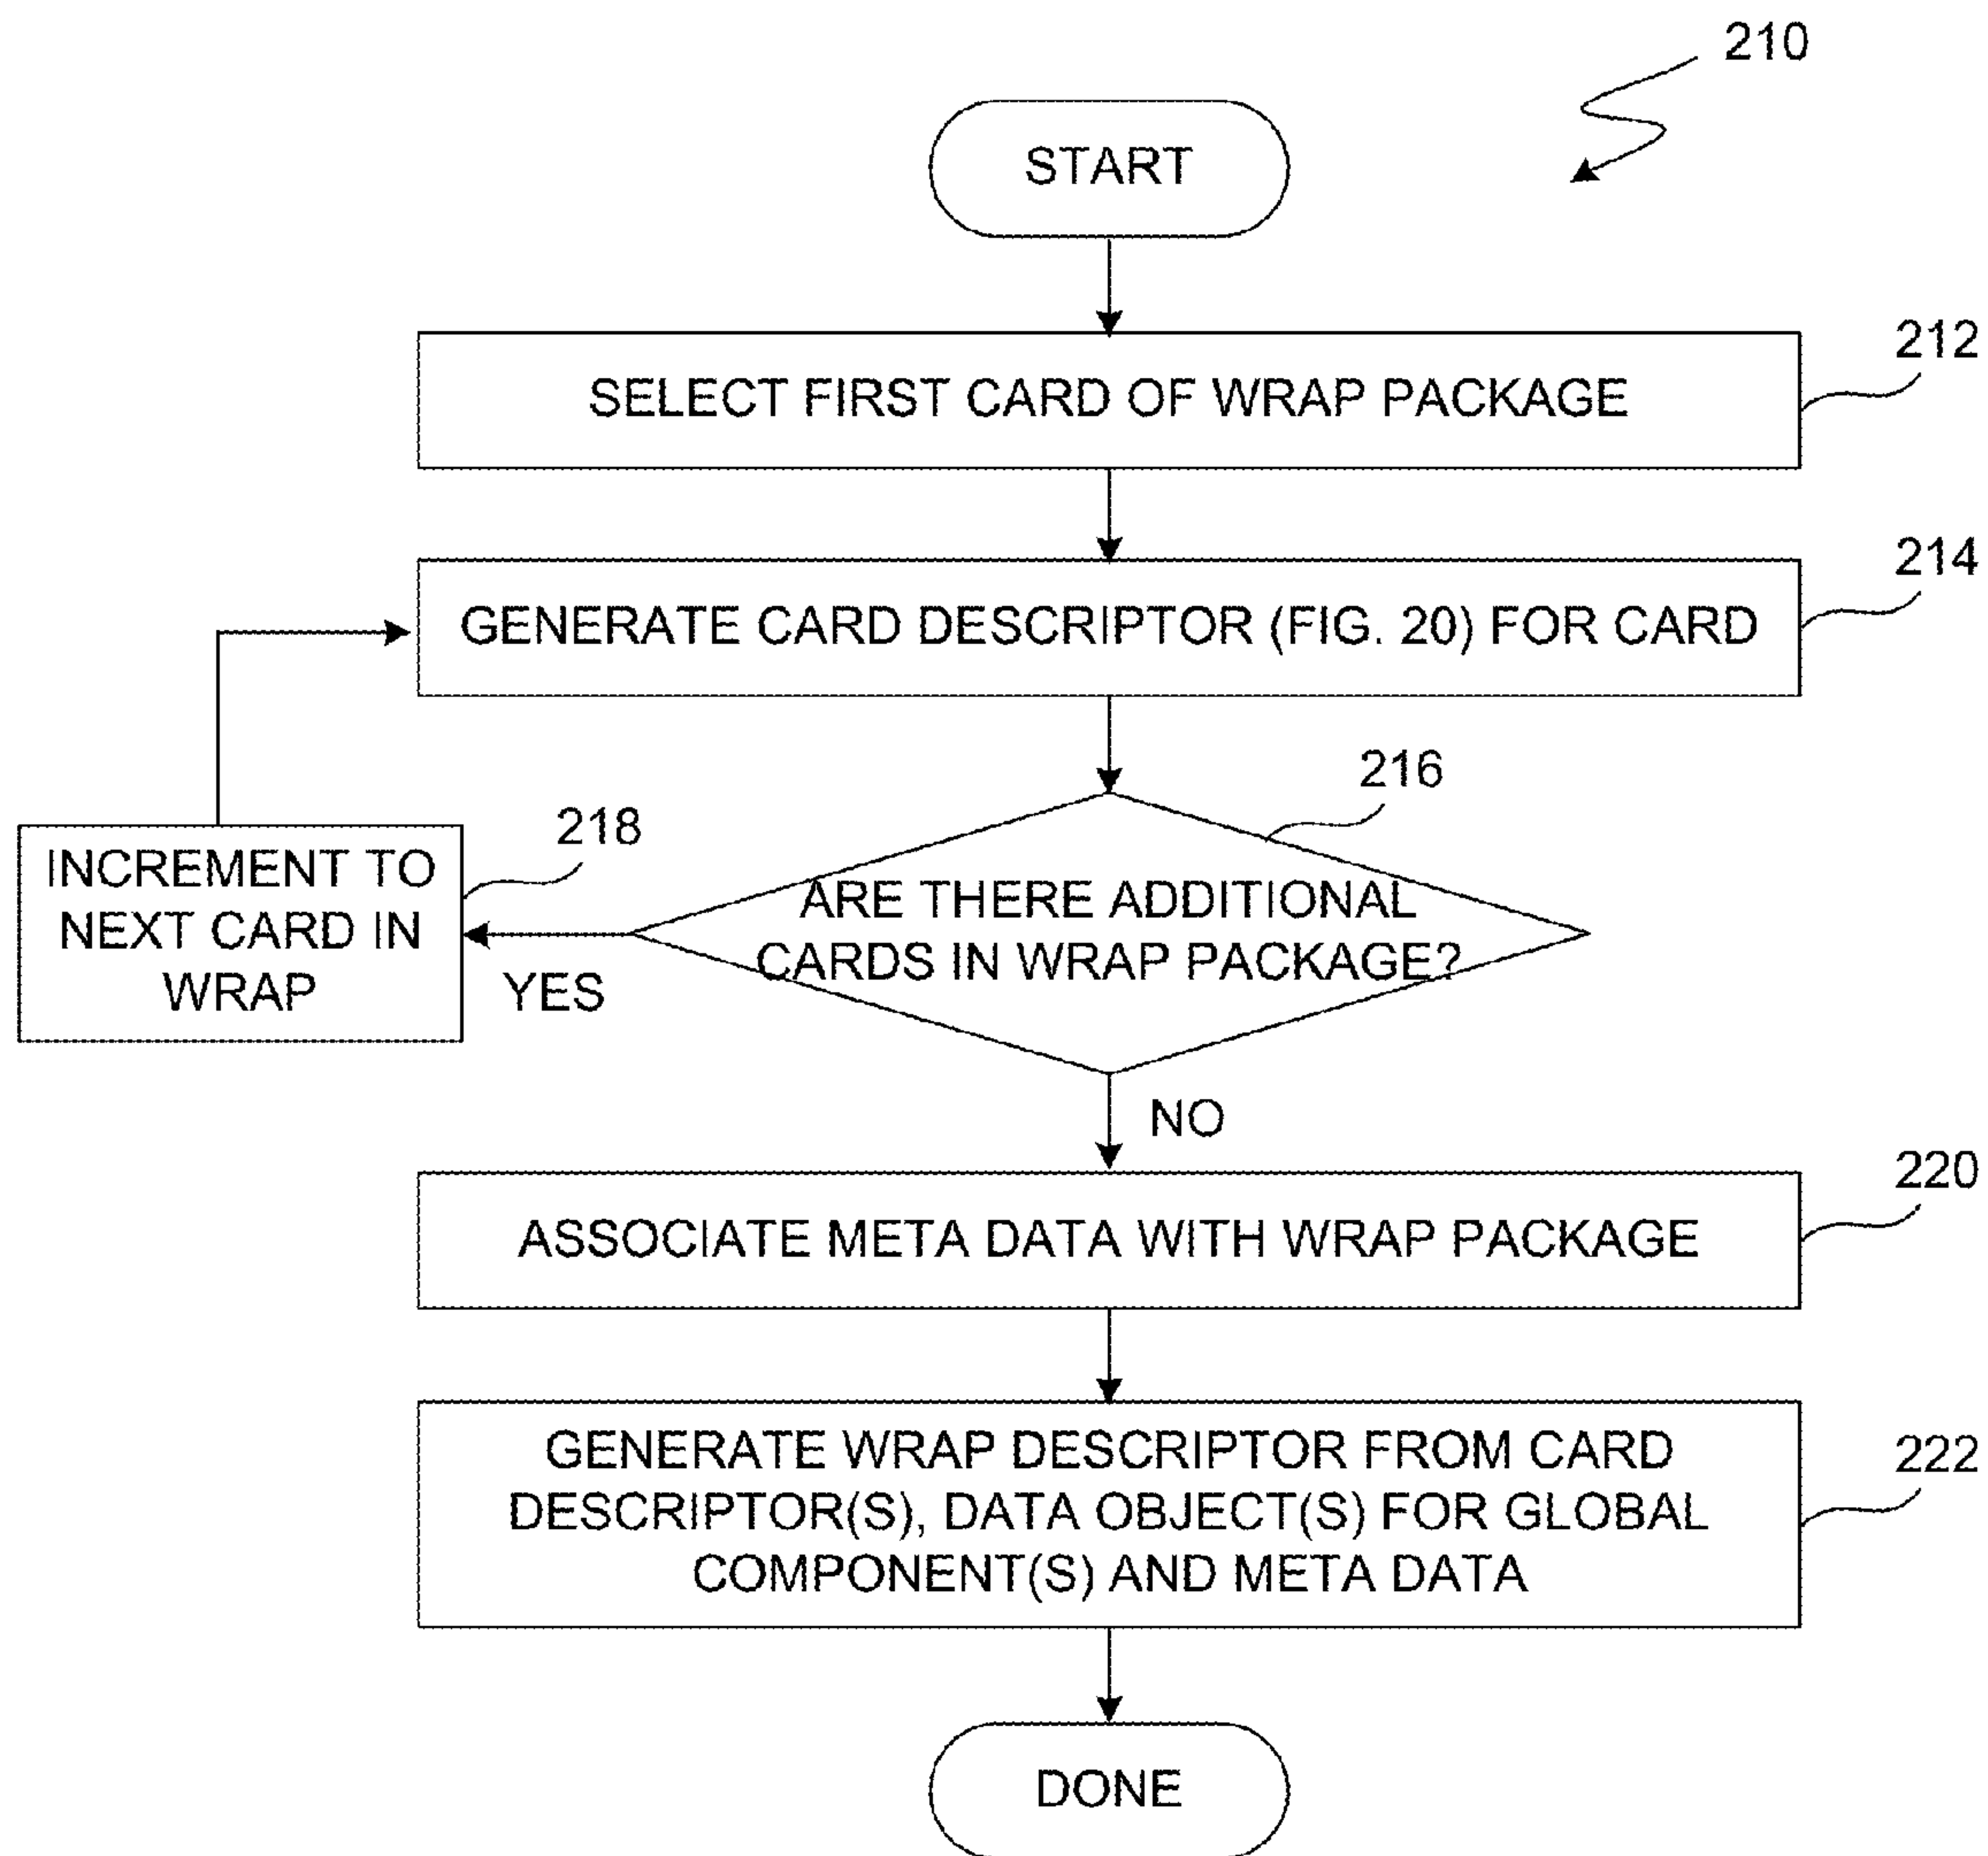 210
START
212
SELECT FIRST CARD OF WRAP PACKAGE
214
GENERATE CARD DESCRIPTOR (FIG. 20) FOR CARD
216
218
INCREMENT TO
NEXT CARD IN
WRAP
YES
ARE THERE ADDITIONAL
CARDS IN WRAP PACKAGE?
NO
220
ASSOCIATE META DATA WITH WRAP PACKAGE
222
GENERATE WRAP DESCRIPTOR FROM CARD
DESCRIPTOR(S), DATA OBJECT(S) FOR GLOBAL
COMPONENT(S) AND META DATA
DONE